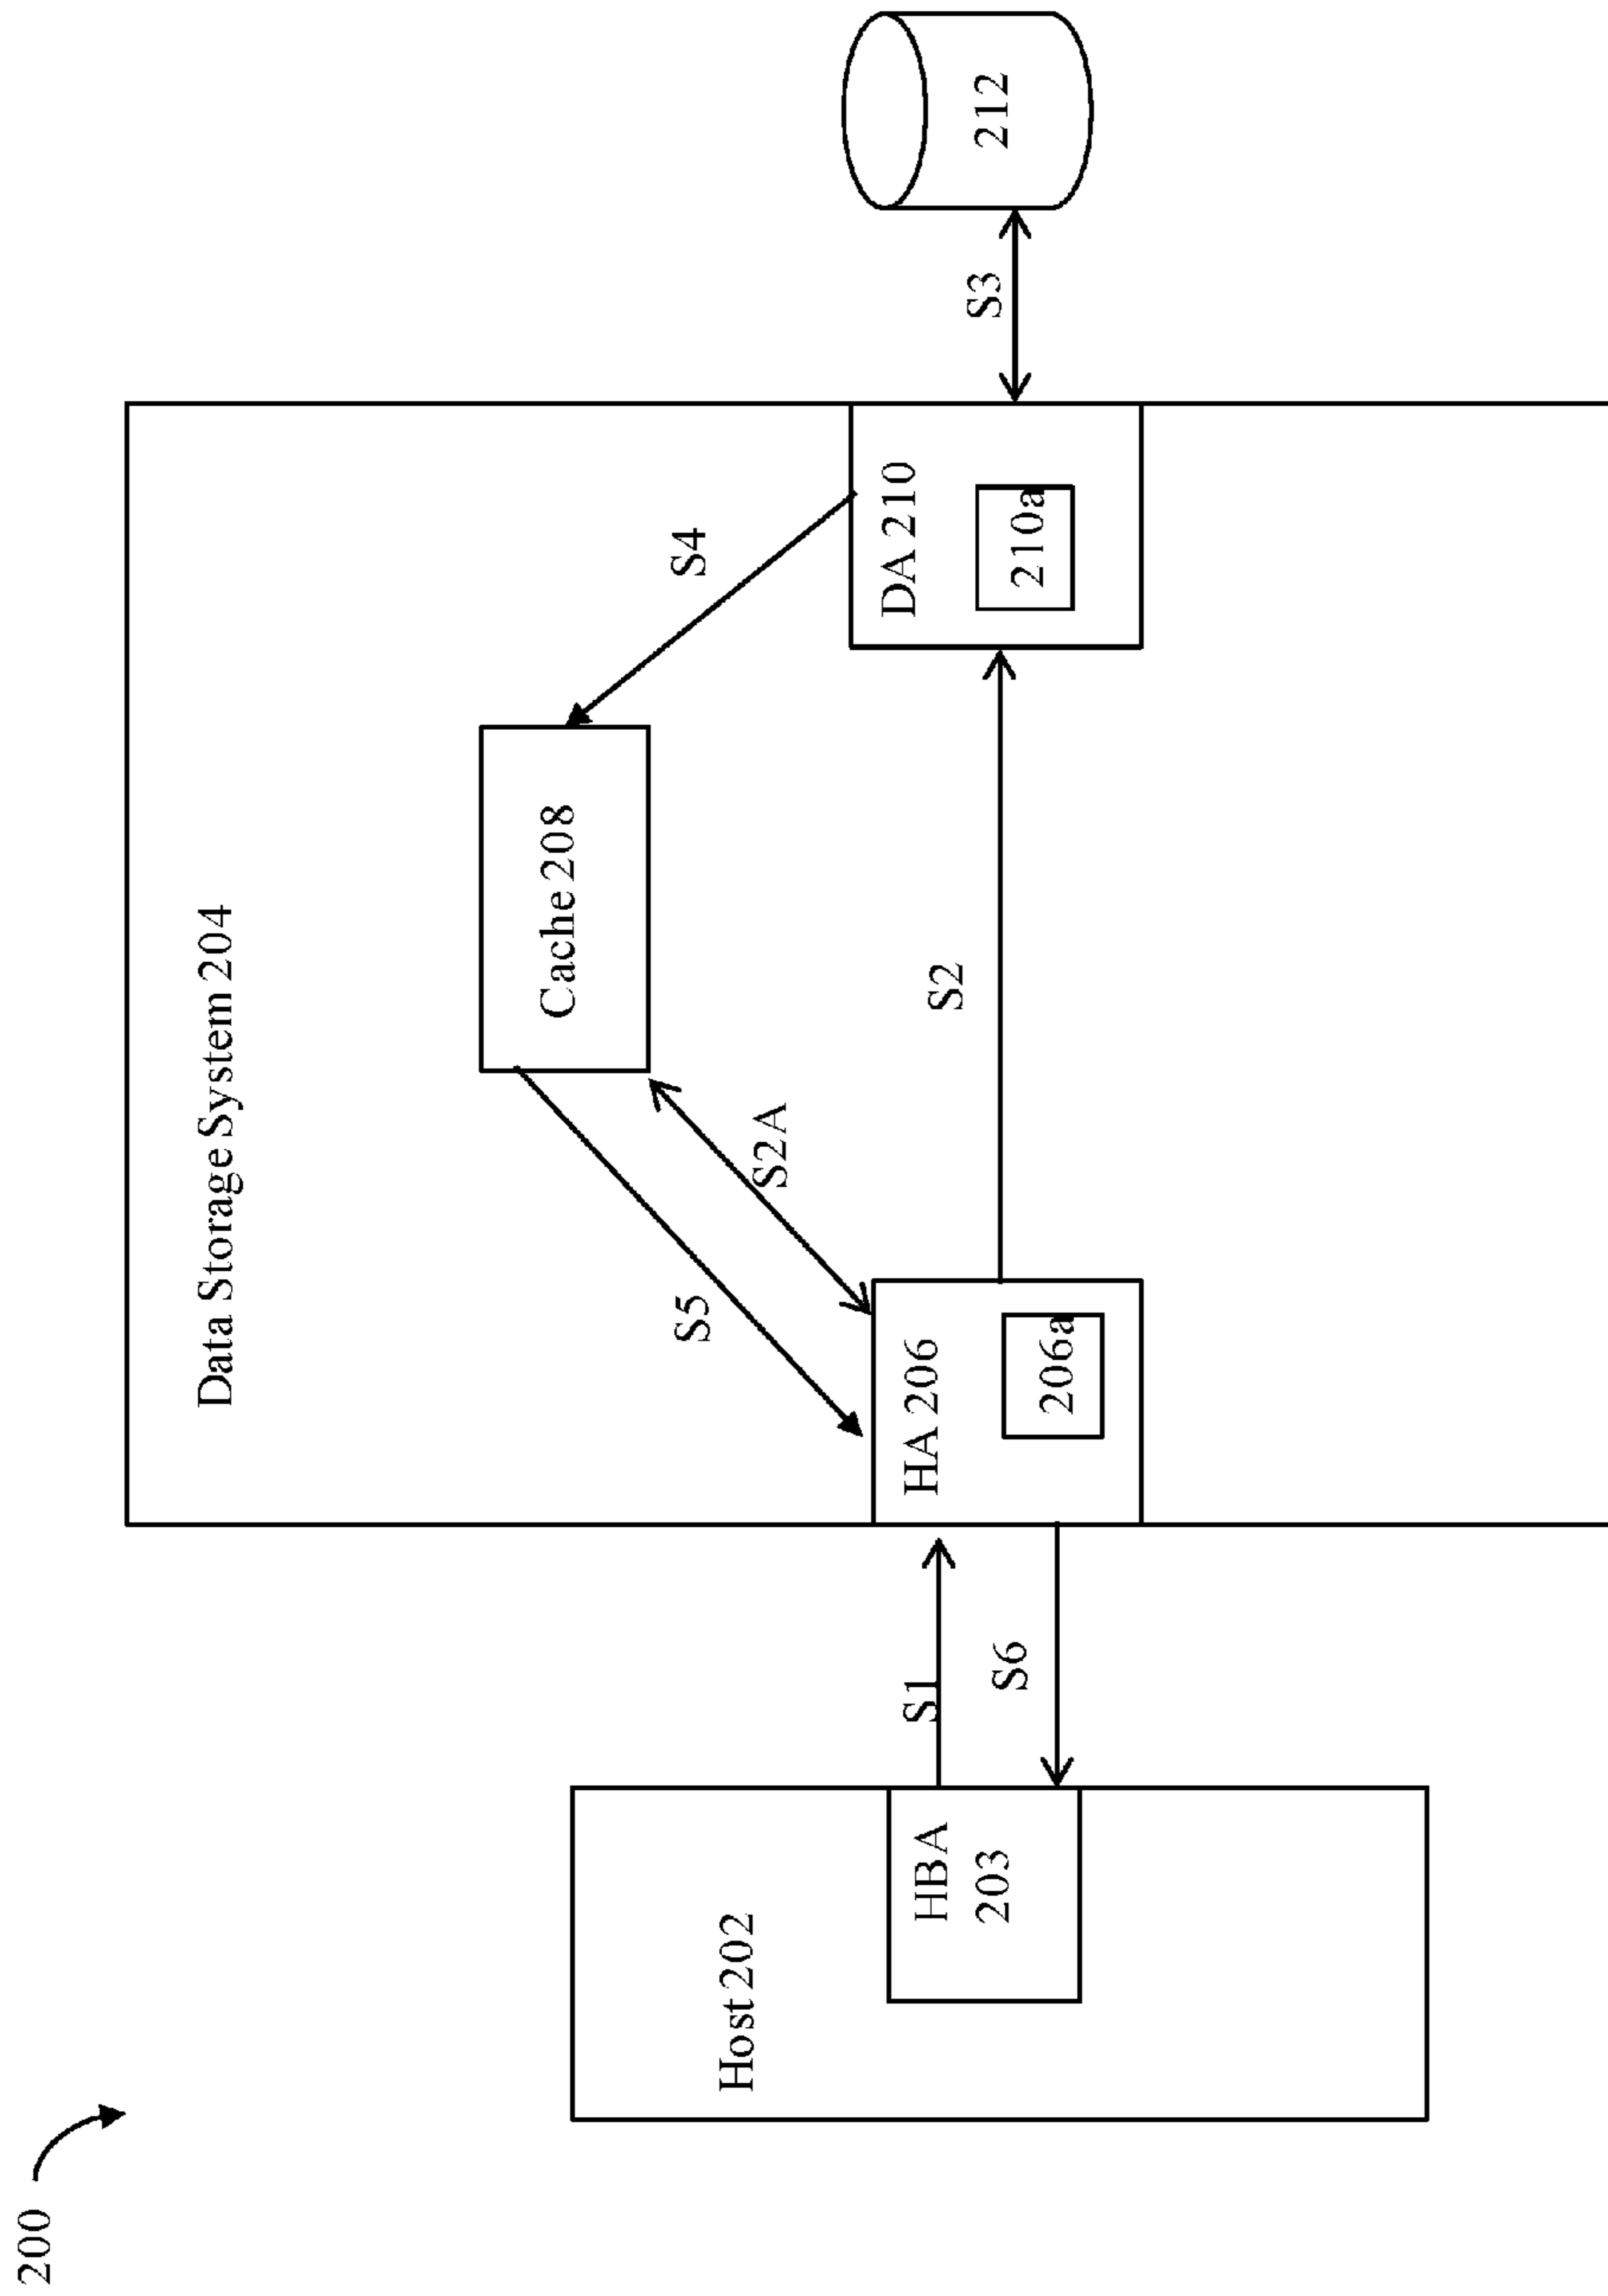 200
Data Storage System 204
Host 202
HBA
203
S1
S6
HA 206
206a
S5
S2A
Cache 208
S2
S4
DA 210
210a
S3
212